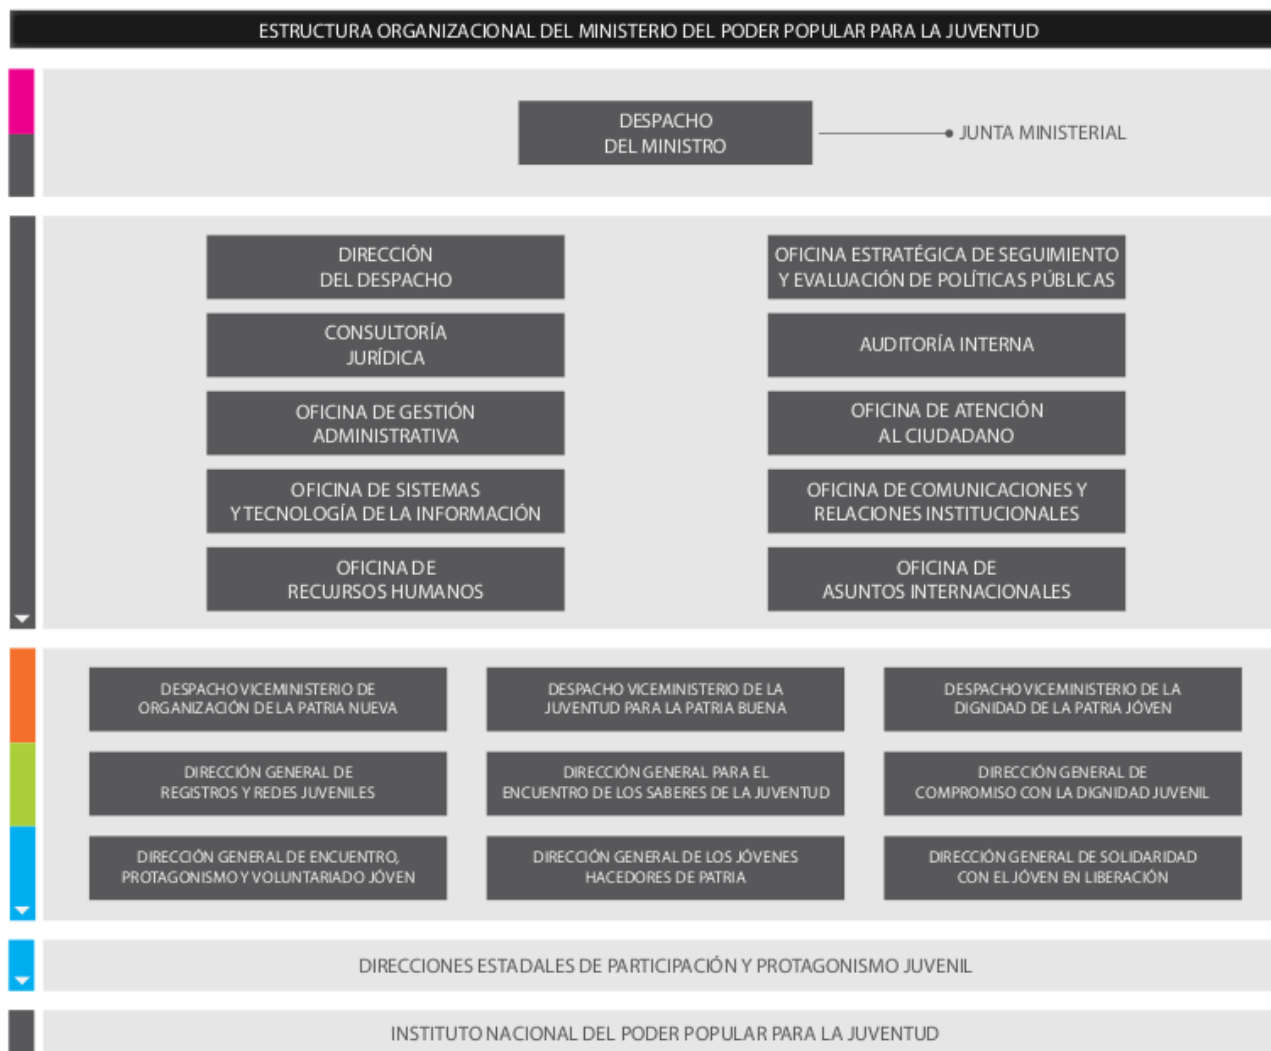 ESTRUCTURA ORGANIZACIONAL DEL MINISTERIO DEL PODER POPULAR PARA LA JUVENTUD
DESPACHO
DEL MINISTRO
JUNTA MINISTERIAL
DIRECCIÓN
DEL DESPACHO
OFICINA ESTRATÉGICA DE SEGUIMIENTO
Y EVALUACIÓN DE POLÍTICAS PÚBLICAS
CONSULTORÍA
JURÍDICA
AUDITORÍA INTERNA
OFICINA DE GESTIÓN
ADMINISTRATIVA
OFICINA DE ATENCIÓN
AL CIUDADANO
OFICINA DE SISTEMAS
Y TECNOLOGÍA DE LA INFORMACIÓN
OFICINA DE COMUNICACIONES Y
RELACIONES INSTITUCIONALES
OFICINA DE
RECUJRSOS HUMANOS
OFICINA DE
ASUNTOS INTERNACIONALES
DESPACHO VICEMINISTERIO DE
ORGANIZACIÓN DE LA PATRIA NUEVA
DESPACHO VICEMINISTERIO DE LA
JUVENTUD PARA LA PATRIA BUENA
DESPACHO VICEMINISTERIO DE LA
DIGNIDAD DE LA PATRIA JÓVEN
DIRECCIÓN GENERAL DE
REGISTROS Y REDES JUVENILES
DIRECCIÓN GENERAL PARA EL
ENCUENTRO DE LOS SABERES DE LA JUVENTUD
DIRECCIÓN GENERAL DE
COMPROMISO CON LA DIGNIDAD JUVENIL
DIRECCIÓN GENERAL DE ENCUENTRO,
PROTAGONISMO Y VOLUNTARIADO JÓVEN
DIRECCIÓN GENERAL DE LOS JÓVENES
HACEDORES DE PATRIA
DIRECCIÓN GENERAL DE SOLIDARIDAD
CON EL JÓVEN EN LIBERACIÓN
DIRECCIONES ESTADALES DE PARTICIPACIÓN Y PROTAGONISMO JUVENIL
INSTITUTO NACIONAL DEL PODER POPULAR PARA LA JUVENTUD